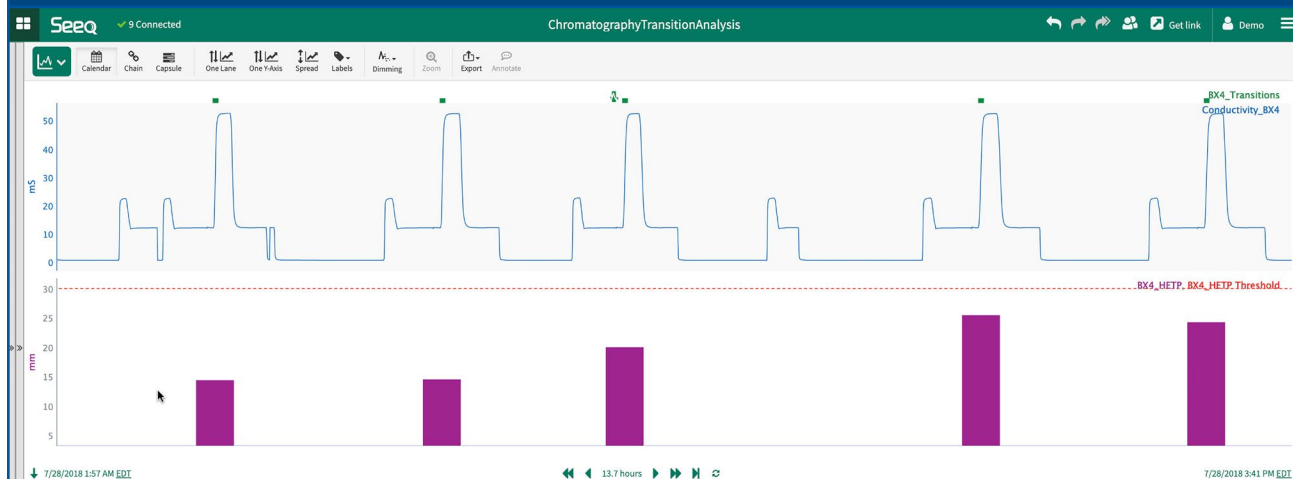 Seeq 9 Connected ChromatographyTransitionAnalysis Get link Demo
Calendar Chain Capsule One Lane One Y-Axis Spread Labels Dimming Zoom Export Annotate
BX4_Transitions
Conductivity_BX4
50
40
30
20
10
0
mS
BX4_HETP, BX4_HETP Threshold
30
25
20
15
10
5
mm
7/28/2018 1:57 AM EDT 13.7 hours 7/28/2018 3:41 PM EDT